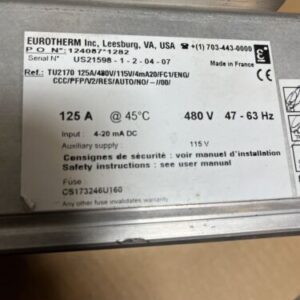 EUROTHERM Inc, Leesburg, VA, USA ☎ +(1) 703-443-0000
P.O. N°: 124087*1282
Serial N° US21598 - 1 - 2 - 04 - 07 Made in France
Ref.: TU2170 125A/480V/115V/4mA20/FC1/ENG/
CCC/PFP/V2/RES/AUTO/NO/-//00/
125 A @ 45°C 480 V 47 - 63 Hz
Input : 4-20 mA DC
Auxiliary supply : 115 V
Consignes de sécurité : voir manuel d'installation
Safety instructions : see user manual
Fuse
CS173246U160
Any other fuse invalidates warranty